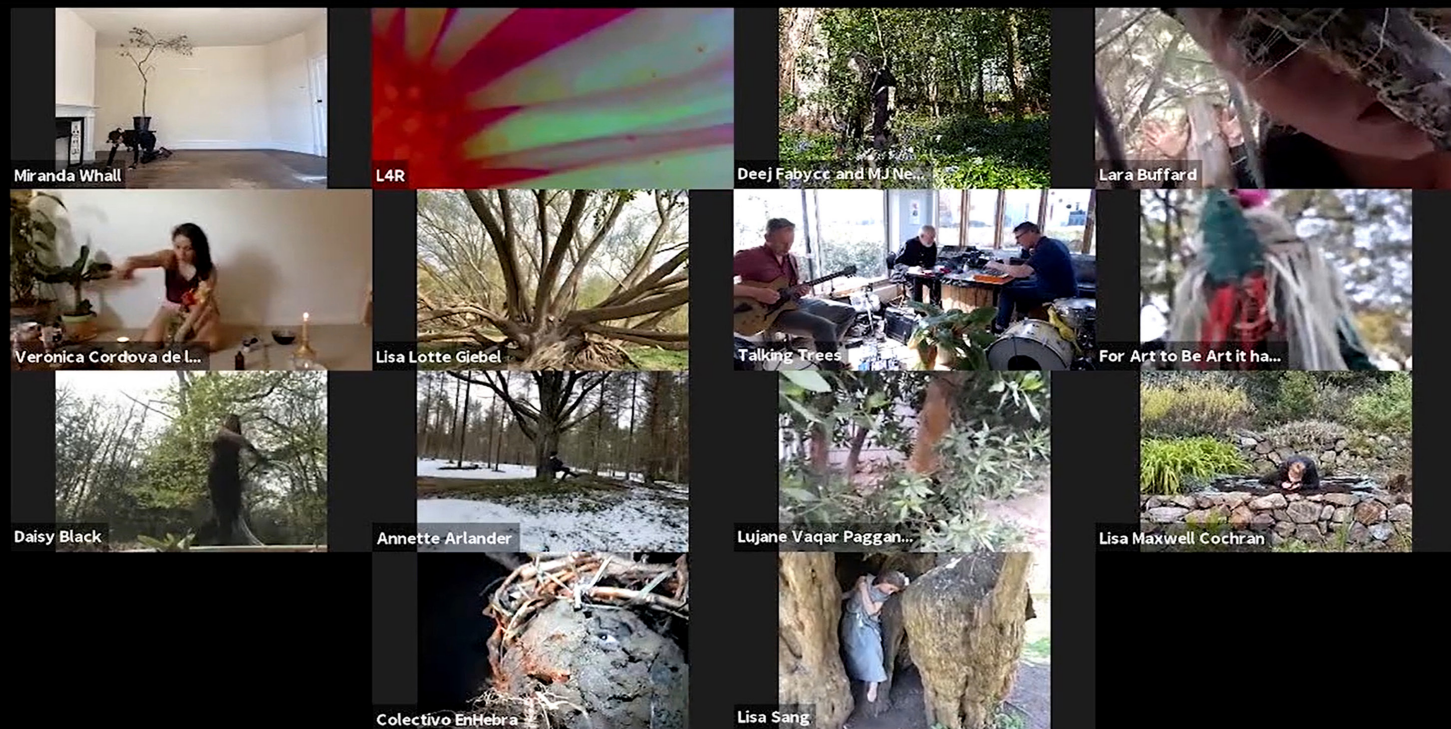 Miranda Whall
L4R
Deej Fabycc and MJ Ne...
Lara Buffard
Veronica Cordova de l...
Lisa Lotte Giebel
Talking Trees
For Art to Be Art it ha...
Daisy Black
Annette Arlander
Lujane Vaqar Paggan...
Lisa Maxwell Cochran
Colectivo EnHebra
Lisa Sang